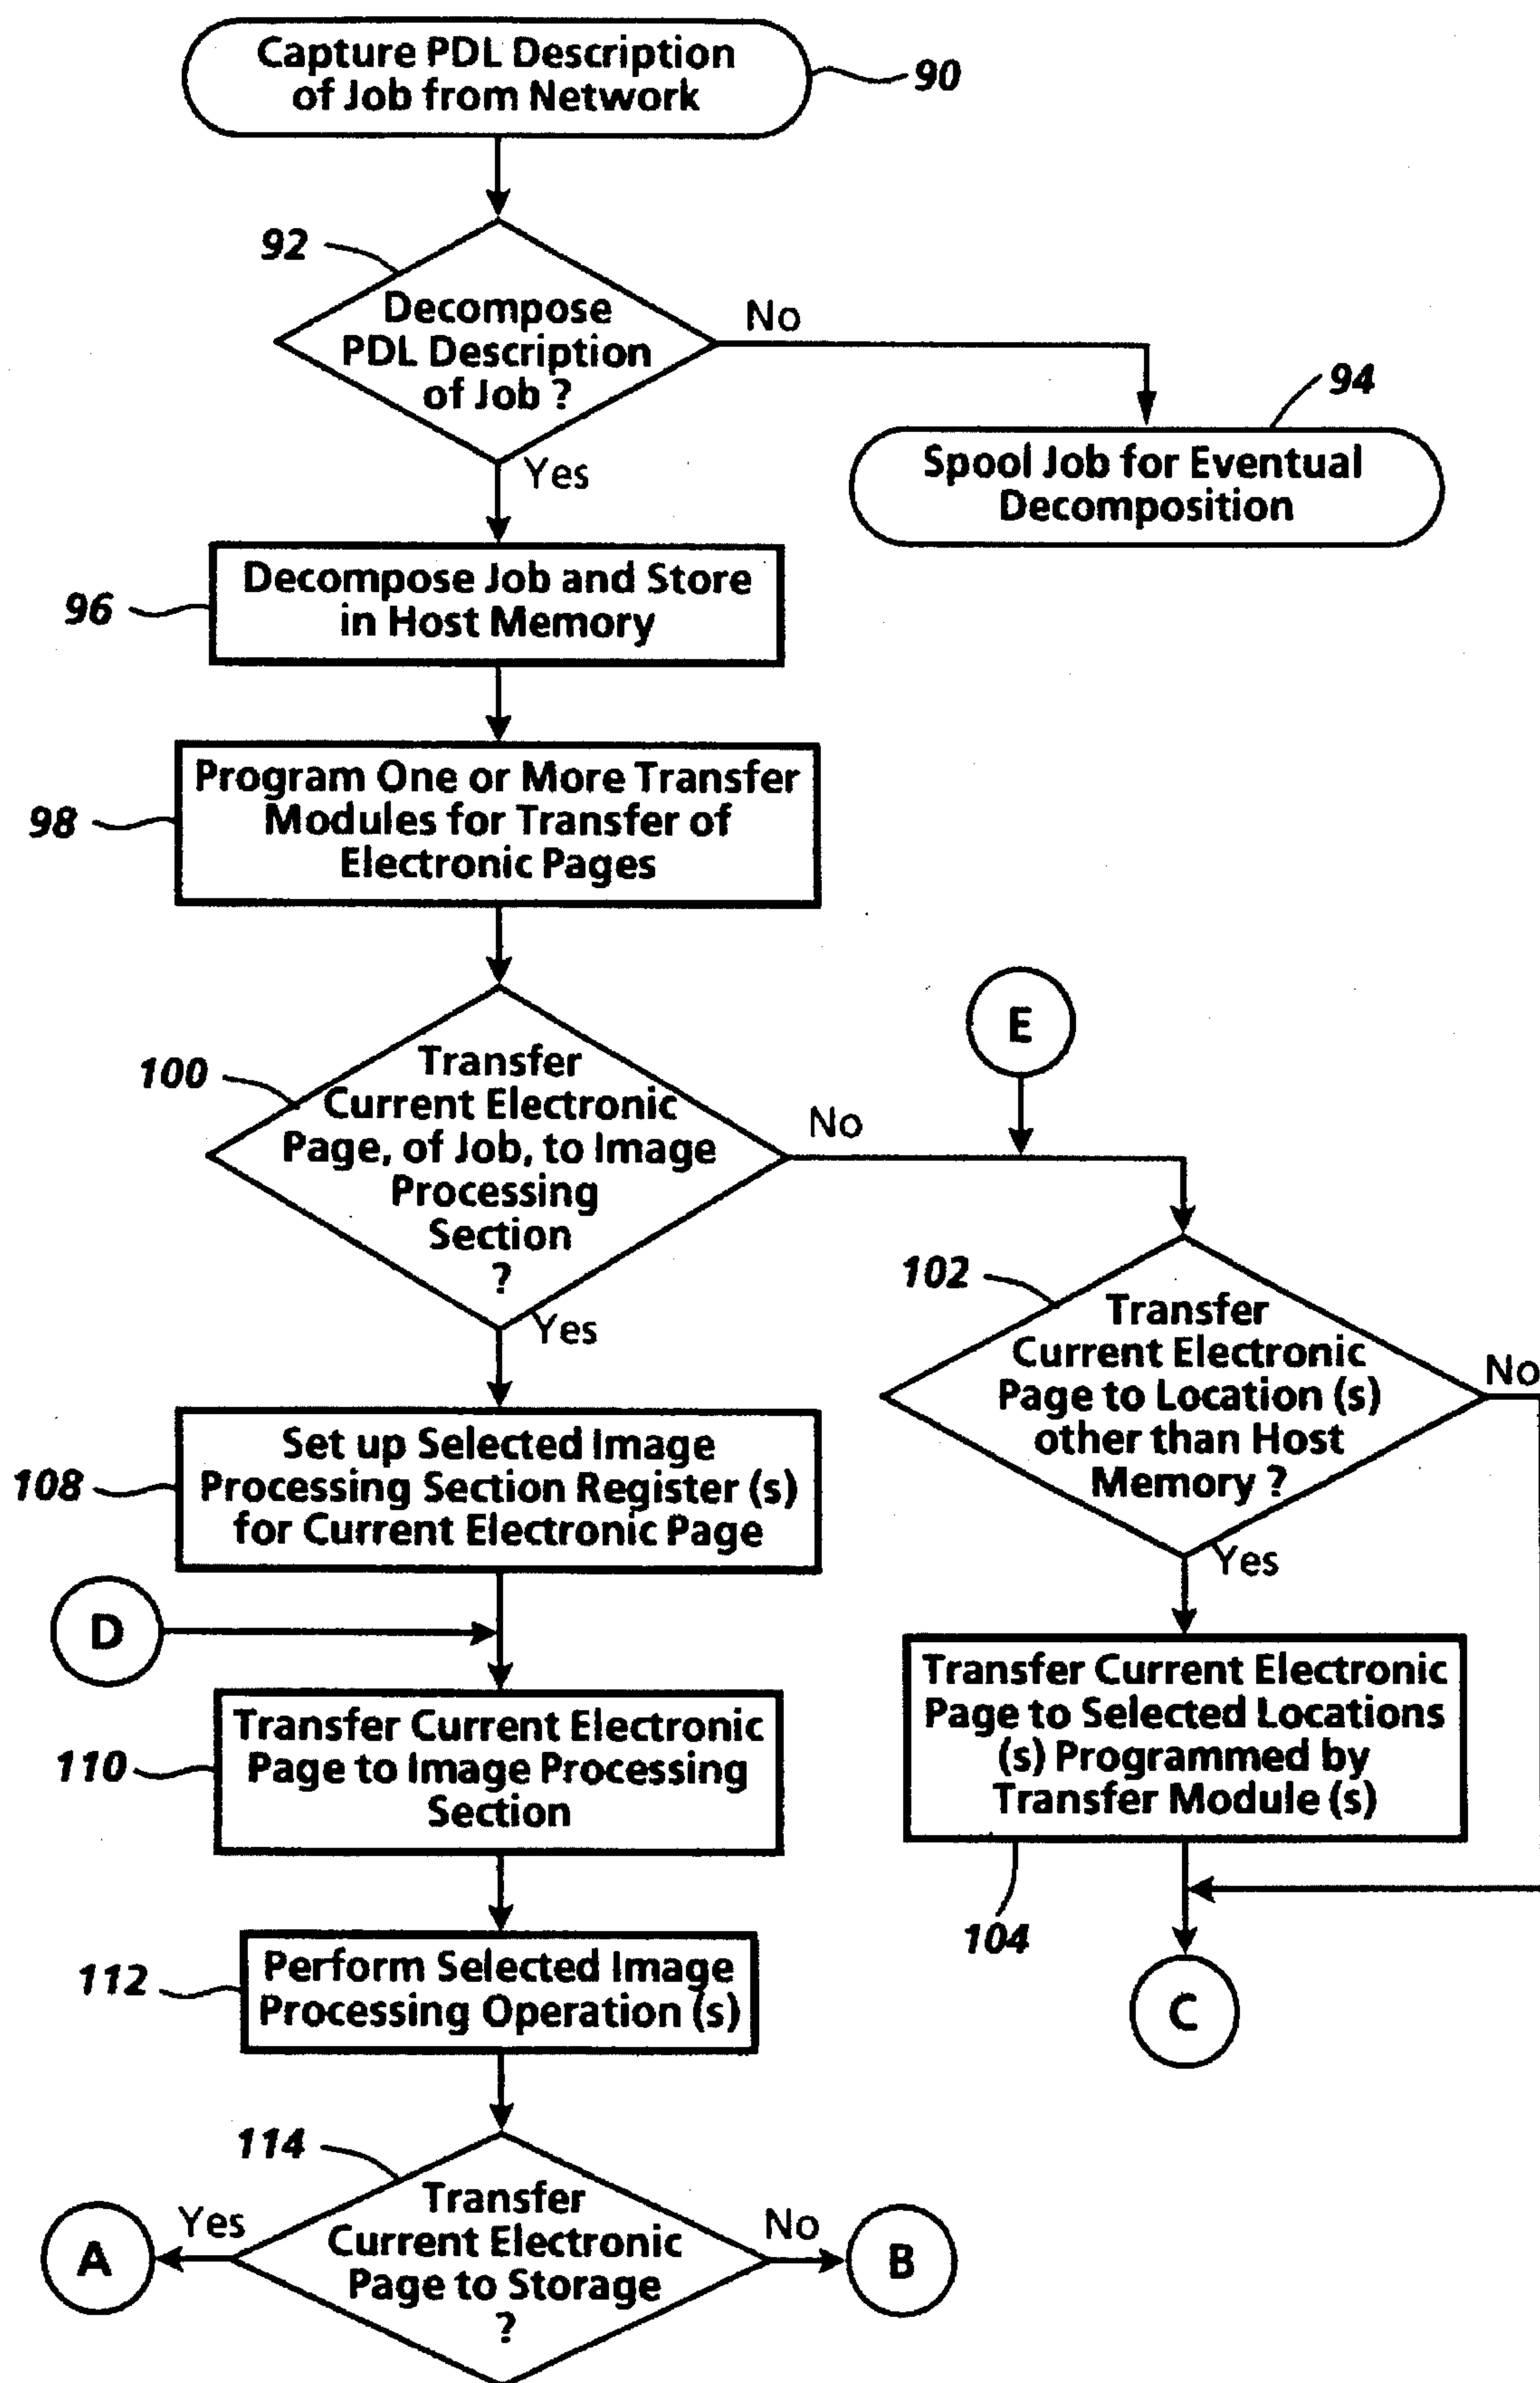 Capture PDL Description
of Job from Network
90
92
Decompose
PDL Description
of Job ?
No
Yes
94
Spool Job for Eventual
Decomposition
96
Decompose Job and Store
in Host Memory
98
Program One or More Transfer
Modules for Transfer of
Electronic Pages
E
100
Transfer
Current Electronic
Page, of Job, to Image
Processing
Section
?
No
Yes
102
Transfer
Current Electronic
Page to Location (s)
other than Host
Memory ?
No
Yes
108
Set up Selected Image
Processing Section Register (s)
for Current Electronic Page
D
110
Transfer Current Electronic
Page to Image Processing
Section
Transfer Current Electronic
Page to Selected Locations
(s) Programmed by
Transfer Module (s)
104
C
112
Perform Selected Image
Processing Operation (s)
114
Transfer
Current Electronic
Page to Storage
?
Yes
A
No
B